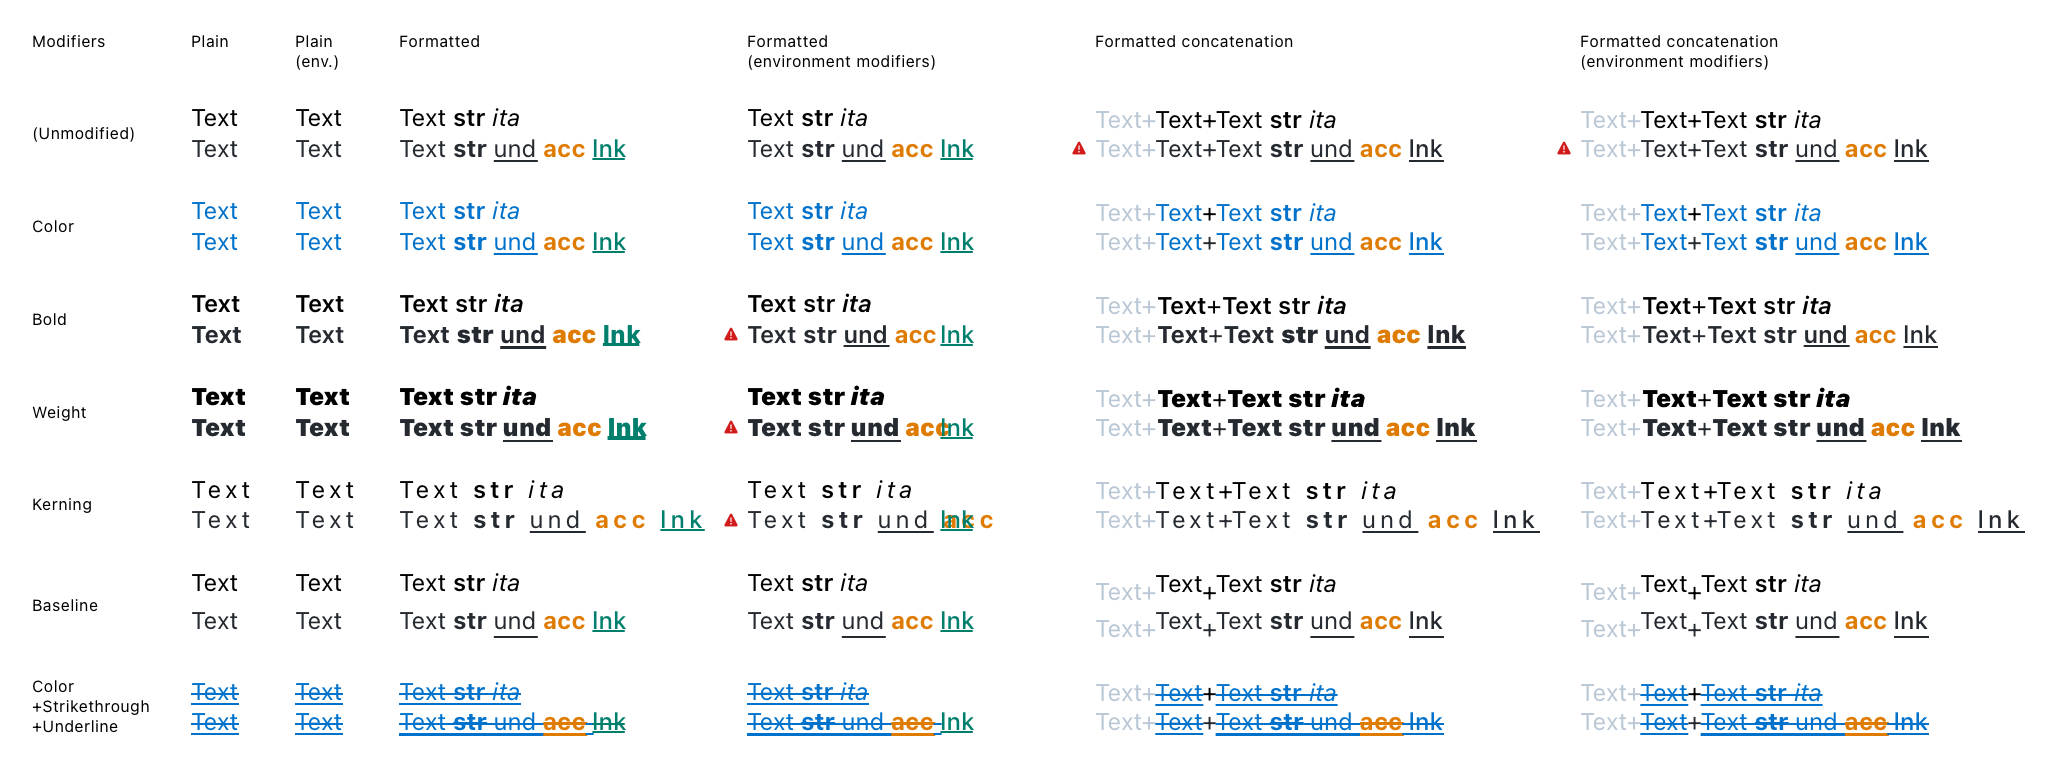 Modifiers Plain Plain (env.) Formatted Formatted (environment modifiers) Formatted concatenation Formatted concatenation (environment modifiers)
(Unmodified)
Text Text Text str ita Text str ita Text+Text+Text str ita Text+Text+Text str ita
Text Text Text str und acc lnk Text str und acc lnk Text+Text+Text str und acc lnk Text+Text+Text str und acc lnk
Color
Text Text Text str ita Text str ita Text+Text+Text str ita Text+Text+Text str ita
Text Text Text str und acc lnk Text str und acc lnk Text+Text+Text str und acc lnk Text+Text+Text str und acc lnk
Bold
Text Text Text str ita Text str ita Text+Text+Text str ita Text+Text+Text str ita
Text Text Text str und acc lnk Text str und acc lnk Text+Text+Text str und acc lnk Text+Text+Text str und acc lnk
Weight
Text Text Text str ita Text str ita Text+Text+Text str ita Text+Text+Text str ita
Text Text Text str und acc lnk Text str und acc lnk Text+Text+Text str und acc lnk Text+Text+Text str und acc lnk
Kerning
Text Text Text str ita Text str ita Text+Text+Text str ita Text+Text+Text str ita
Text Text Text str und acc lnk Text str und acc lnk Text+Text+Text str und acc lnk Text+Text+Text str und acc lnk
Baseline
Text Text Text str ita Text str ita Text+Text+Text str ita Text+Text+Text str ita
Text Text Text str und acc lnk Text str und acc lnk Text+Text+Text str und acc lnk Text+Text+Text str und acc lnk
Color
+Strikethrough
+Underline
Text Text Text str ita Text str ita Text+Text+Text str ita Text+Text+Text str ita
Text Text Text str und acc lnk Text str und acc lnk Text+Text+Text str und acc lnk Text+Text+Text str und acc lnk